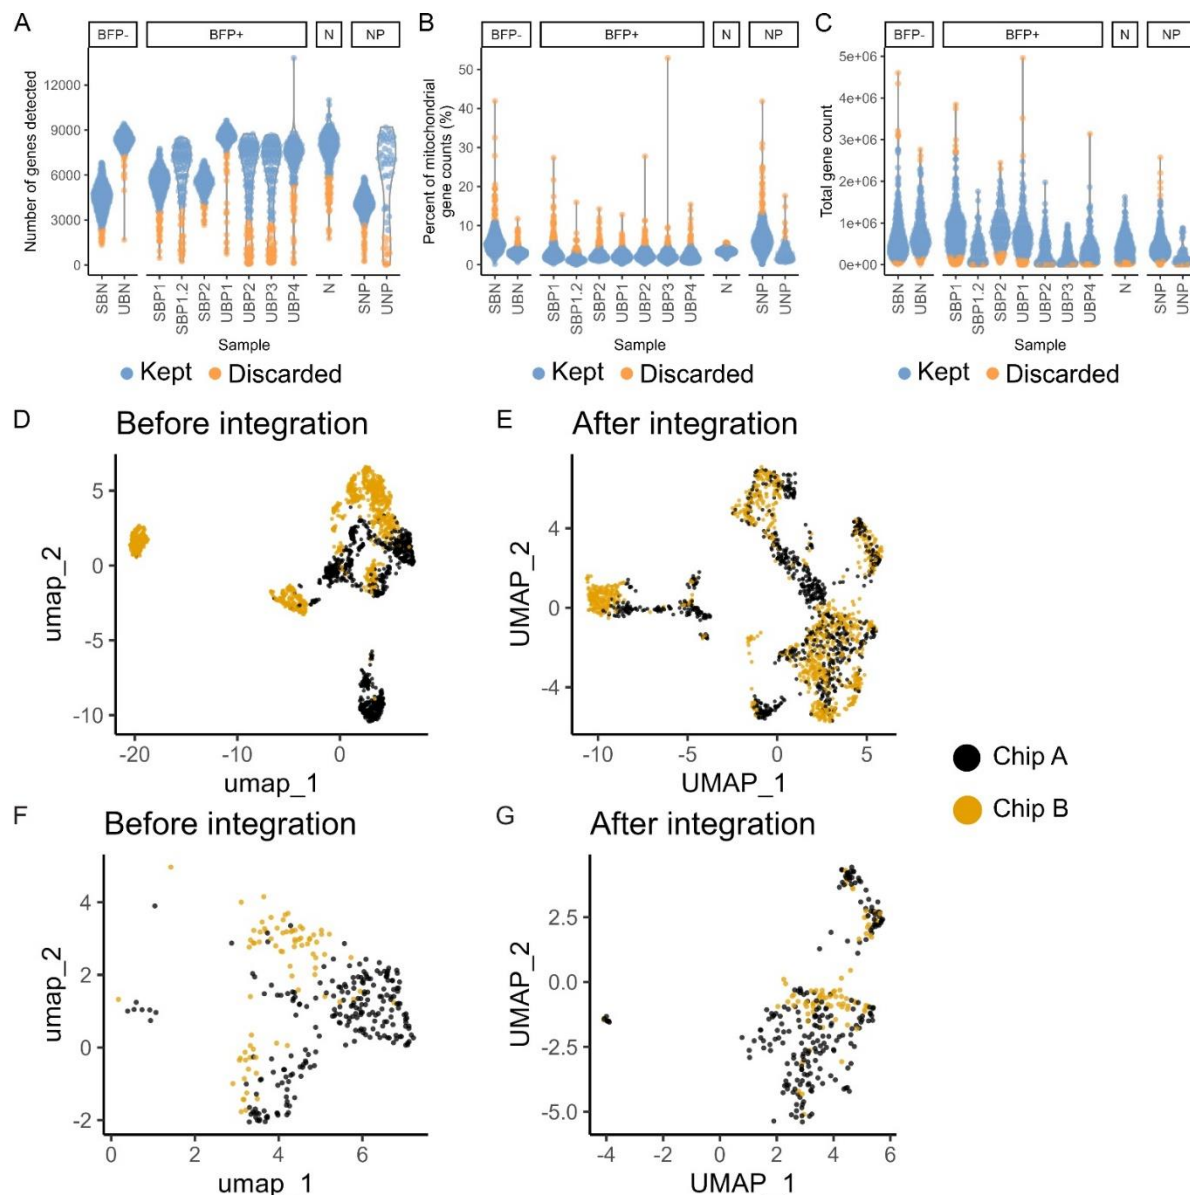 A
BFP-
BFP+
N
NP
Number of genes detected
12000
9000
6000
3000
0
SBN
UBN
SBP1
SBP1.2
SBP2
UBP1
UBP2
UBP3
UBP4
N
SNP
UNP
Sample
Kept
Discarded
B
BFP-
BFP+
N
NP
Percent of mitochondrial
gene counts (%)
50
40
30
20
10
0
SBN
UBN
SBP1
SBP1.2
SBP2
UBP1
UBP2
UBP3
UBP4
N
SNP
UNP
Sample
Kept
Discarded
C
BFP-
BFP+
N
NP
Total gene count
5e+06
4e+06
3e+06
2e+06
1e+06
0e+00
SBN
UBN
SBP1
SBP1.2
SBP2
UBP1
UBP2
UBP3
UBP4
N
SNP
UNP
Sample
Kept
Discarded
D
Before integration
umap_2
5
0
-5
-10
-20
-10
0
umap_1
E
After integration
UMAP_2
4
0
-4
-10
-5
0
5
UMAP_1
Chip A
Chip B
F
Before integration
umap_2
4
2
0
-2
0
2
4
6
umap_1
G
After integration
UMAP_2
2.5
0.0
-2.5
-5.0
-4
-2
0
2
4
6
UMAP_1